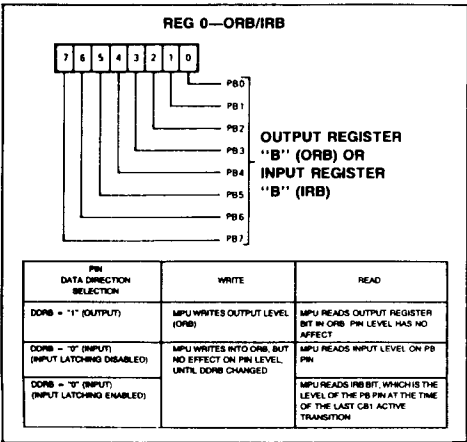 REG 0—ORB/IRB
7 6 5 4 3 2 1 0
PB0
PB1
PB2
PB3
PB4
PB5
PB6
PB7
OUTPUT REGISTER
"B" (ORB) OR
INPUT REGISTER
"B" (IRB)
PIN
DATA DIRECTION
SELECTION
WRITE
READ
DDRB = "1" (OUTPUT)
MPU WRITES OUTPUT LEVEL
(ORB)
MPU READS OUTPUT REGISTER
BIT IN ORB. PIN LEVEL HAS NO
AFFECT
DDRB = "0" (INPUT)
(INPUT LATCHING DISABLED)
MPU WRITES INTO ORB, BUT
NO EFFECT ON PIN LEVEL,
UNTIL DDRB CHANGED
MPU READS INPUT LEVEL ON PB
PIN
DDRB = "0" (INPUT)
(INPUT LATCHING ENABLED)
MPU READS IRB BIT, WHICH IS THE
LEVEL OF THE PB PIN AT THE TIME
OF THE LAST CB1 ACTIVE
TRANSITION